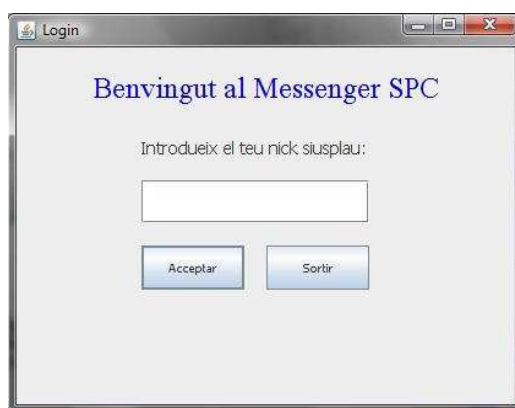 Login
Benvingut al Messenger SPC
Introdueix el teu nick siusplau:
Acceptar Sortir